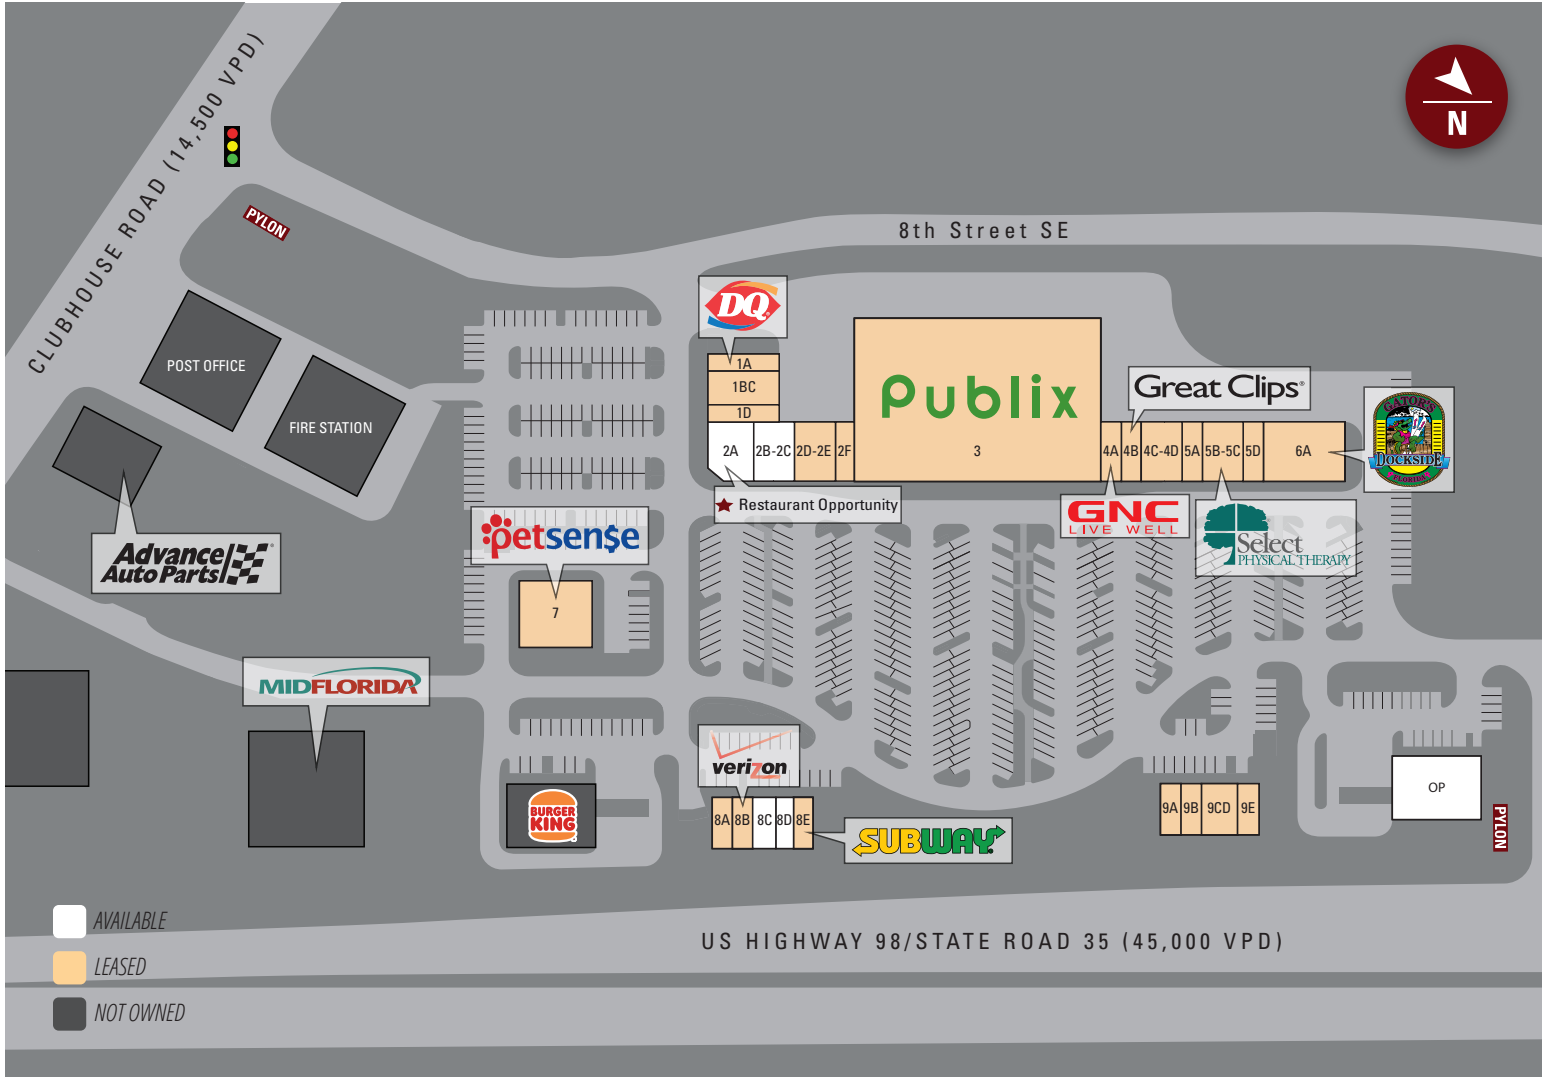 CLUBHOUSE ROAD (14,500 VPD)
PYLON
N
8th Street SE
POST OFFICE
FIRE STATION
DQ
1A
1BC
1D
2A
2B-2C
2D-2E
2F
Publix
3
Great Clips
4A
4B
4C-4D
5A
5B-5C
5D
6A
GATOR'S
DOCKSIDE
FLORIDA
Restaurant Opportunity
GNC
LIVE WELL
Select
PHYSICAL THERAPY
Advance
Auto Parts
petsen$e
7
MIDFLORIDA
verizon
BURGER
KING
8A
8B
8C
8D
8E
SUBWAY
9A
9B
9CD
9E
OP
PYLON
AVAILABLE
LEASED
NOT OWNED
US HIGHWAY 98/STATE ROAD 35 (45,000 VPD)